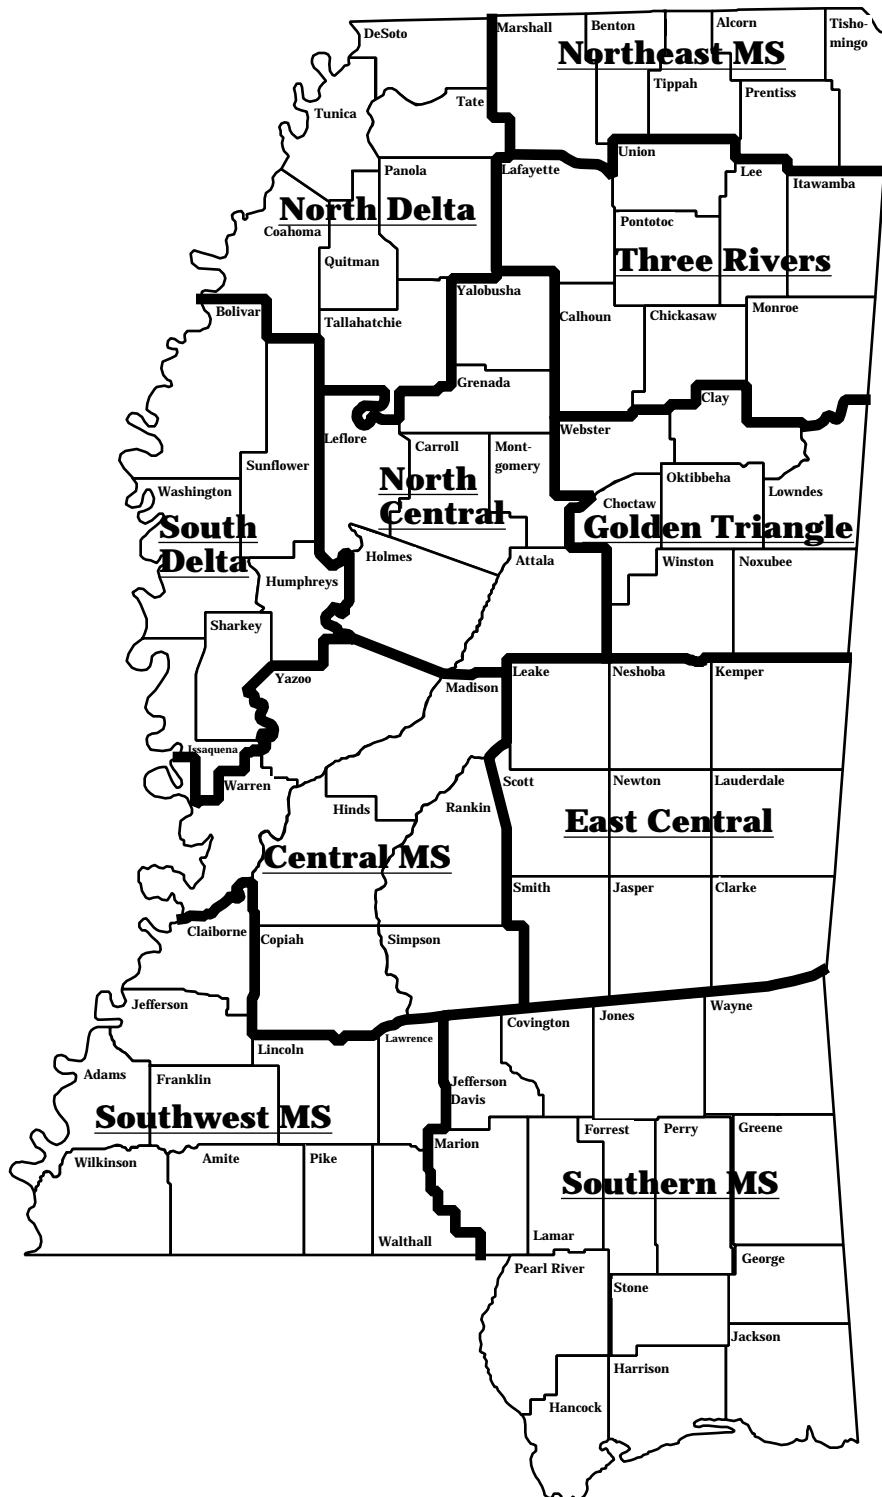 DeSoto
Marshall
Benton
Alcorn
Tisho-
mingo
Northeast MS
Tippah
Prentiss
Tate
Tunica
Panola
Lafayette
Union
Lee
Itawamba
North Delta
Coahoma
Pontotoc
Quitman
Three Rivers
Yalobusha
Bolivar
Tallahatchie
Calhoun
Chickasaw
Monroe
Grenada
Clay
Leflore
Webster
Carroll
Mont-
gomery
Sunflower
North
Central
Oktibbeha
Washington
Lowndes
Choctaw
South
Delta
Golden Triangle
Holmes
Attala
Winston
Noxubee
Humphreys
Sharkey
Yazoo
Madison
Leake
Neshoba
Kemper
Issaquena
Warren
Scott
Newton
Lauderdale
Hinds
Rankin
East Central
Central MS
Smith
Jasper
Clarke
Claiborne
Copiah
Simpson
Jefferson
Wayne
Covington
Jones
Lincoln
Lawrence
Adams
Franklin
Jefferson
Davis
Southwest MS
Marion
Forrest
Perry
Greene
Wilkinson
Amite
Pike
Southern MS
Walthall
Lamar
Pearl River
George
Stone
Jackson
Harrison
Hancock